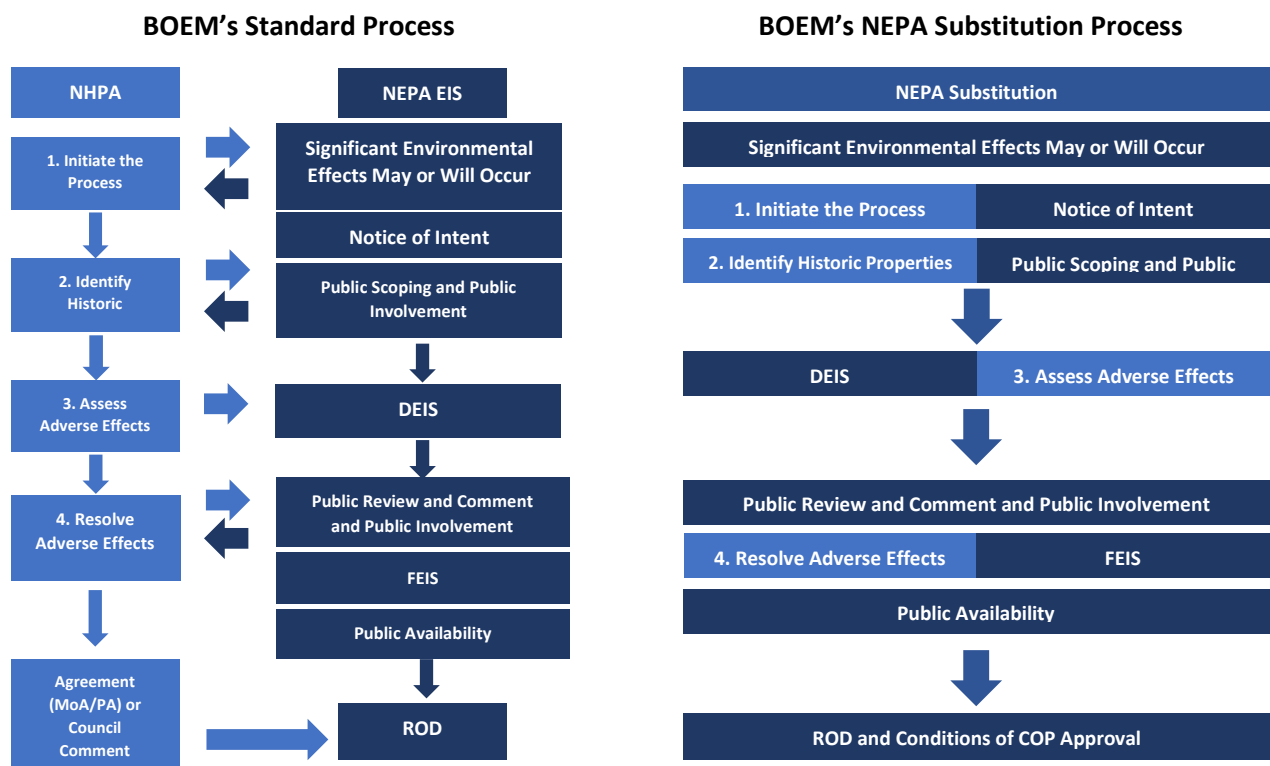 BOEM's Standard Process
NHPA
NEPA EIS
1. Initiate the
Process
Significant Environmental
Effects May or Will Occur
Notice of Intent
2. Identify
Historic
Public Scoping and Public
Involvement
3. Assess
Adverse Effects
DEIS
4. Resolve
Adverse Effects
Public Review and Comment
and Public Involvement
FEIS
Public Availability
Agreement
(MoA/PA) or
Council
Comment
ROD
BOEM's NEPA Substitution Process
NEPA Substitution
Significant Environmental Effects May or Will Occur
1. Initiate the Process
Notice of Intent
2. Identify Historic Properties
Public Scoping and Public
DEIS
3. Assess Adverse Effects
Public Review and Comment and Public Involvement
4. Resolve Adverse Effects
FEIS
Public Availability
ROD and Conditions of COP Approval